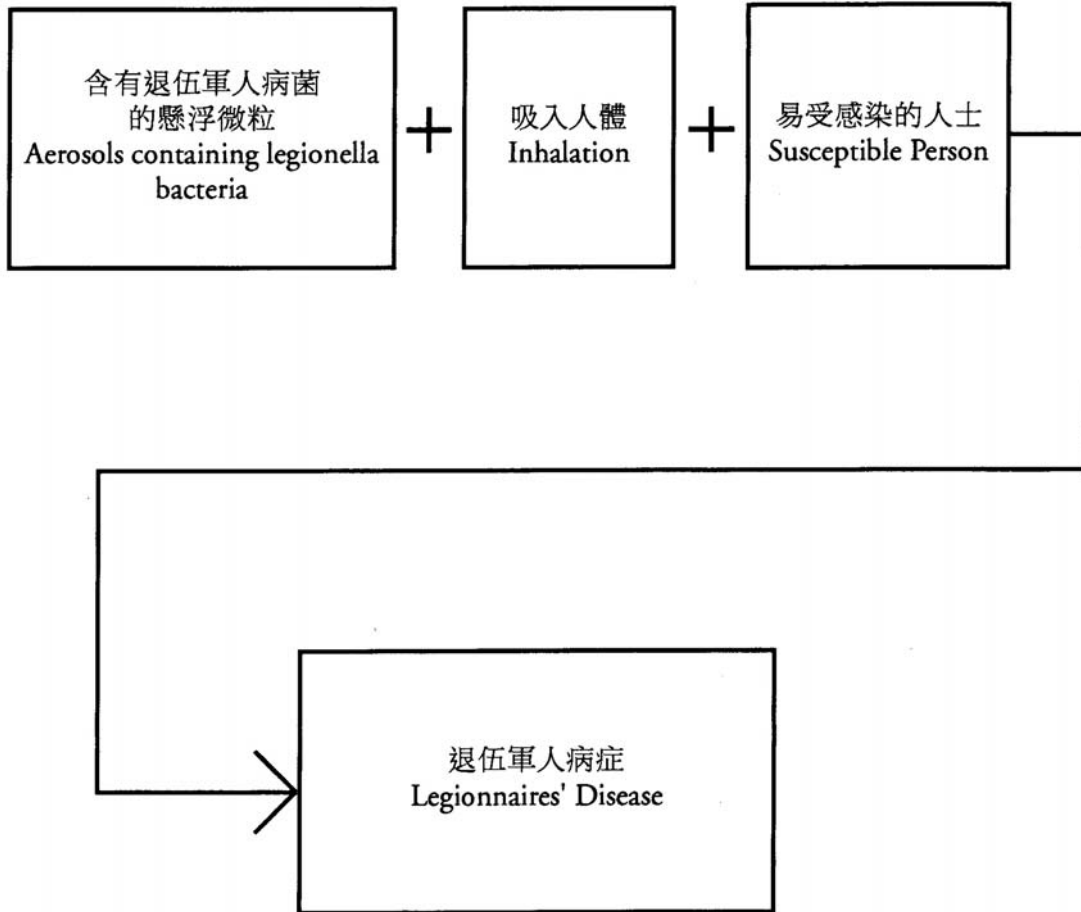 含有退伍軍人病菌
的懸浮微粒
Aerosols containing legionella
bacteria
+
吸入人體
Inhalation
+
易受感染的人士
Susceptible Person
退伍軍人病症
Legionnaires' Disease